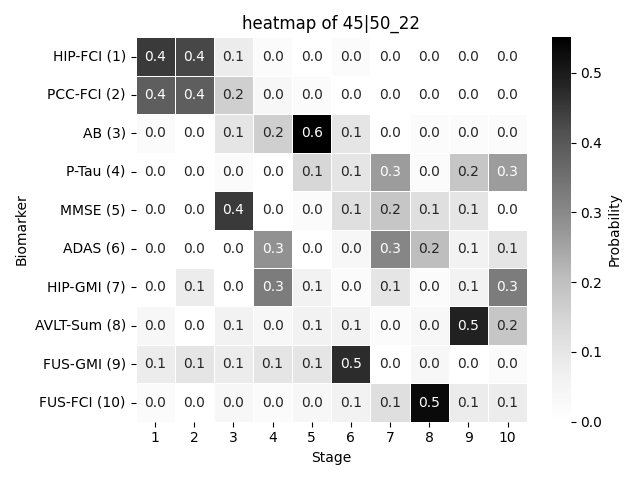 heatmap of 45|50_22
HIP-FCI (1) 0.4 0.4 0.1 0.0 0.0 0.0 0.0 0.0 0.0 0.0
PCC-FCI (2) 0.4 0.4 0.2 0.0 0.0 0.0 0.0 0.0 0.0 0.0
AB (3) 0.0 0.0 0.1 0.2 0.6 0.1 0.0 0.0 0.0 0.0
P-Tau (4) 0.0 0.0 0.0 0.0 0.1 0.1 0.3 0.0 0.2 0.3
MMSE (5) 0.0 0.0 0.4 0.0 0.0 0.1 0.2 0.1 0.1 0.0
ADAS (6) 0.0 0.0 0.0 0.3 0.0 0.0 0.3 0.2 0.1 0.1
HIP-GMI (7) 0.0 0.1 0.0 0.3 0.1 0.0 0.1 0.0 0.1 0.3
AVLT-Sum (8) 0.0 0.0 0.1 0.0 0.1 0.1 0.0 0.0 0.5 0.2
FUS-GMI (9) 0.1 0.1 0.1 0.1 0.1 0.5 0.0 0.0 0.0 0.0
FUS-FCI (10) 0.0 0.0 0.0 0.0 0.0 0.1 0.1 0.5 0.1 0.1
1 2 3 4 5 6 7 8 9 10
Stage
Biomarker
0.5
0.4
0.3
0.2
0.1
0.0
Probability